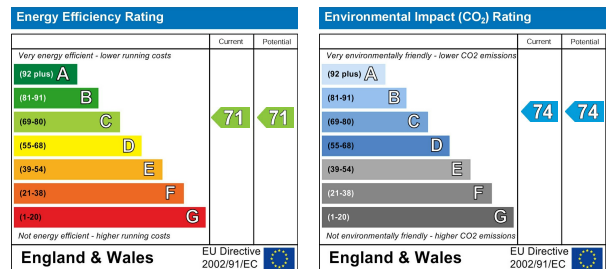 Energy Efficiency Rating
Current Potential
Very energy efficient - lower running costs
(92 plus) A
(81-91) B
(69-80) C
71 71
(55-68) D
(39-54) E
(21-38) F
(1-20) G
Not energy efficient - higher running costs
England & Wales
EU Directive
2002/91/EC
Environmental Impact (CO₂) Rating
Current Potential
Very environmentally friendly - lower CO2 emissions
(92 plus) A
(81-91) B
74 74
(69-80) C
(55-68) D
(39-54) E
(21-38) F
(1-20) G
Not environmentally friendly - higher CO2 emissions
England & Wales
EU Directive
2002/91/EC